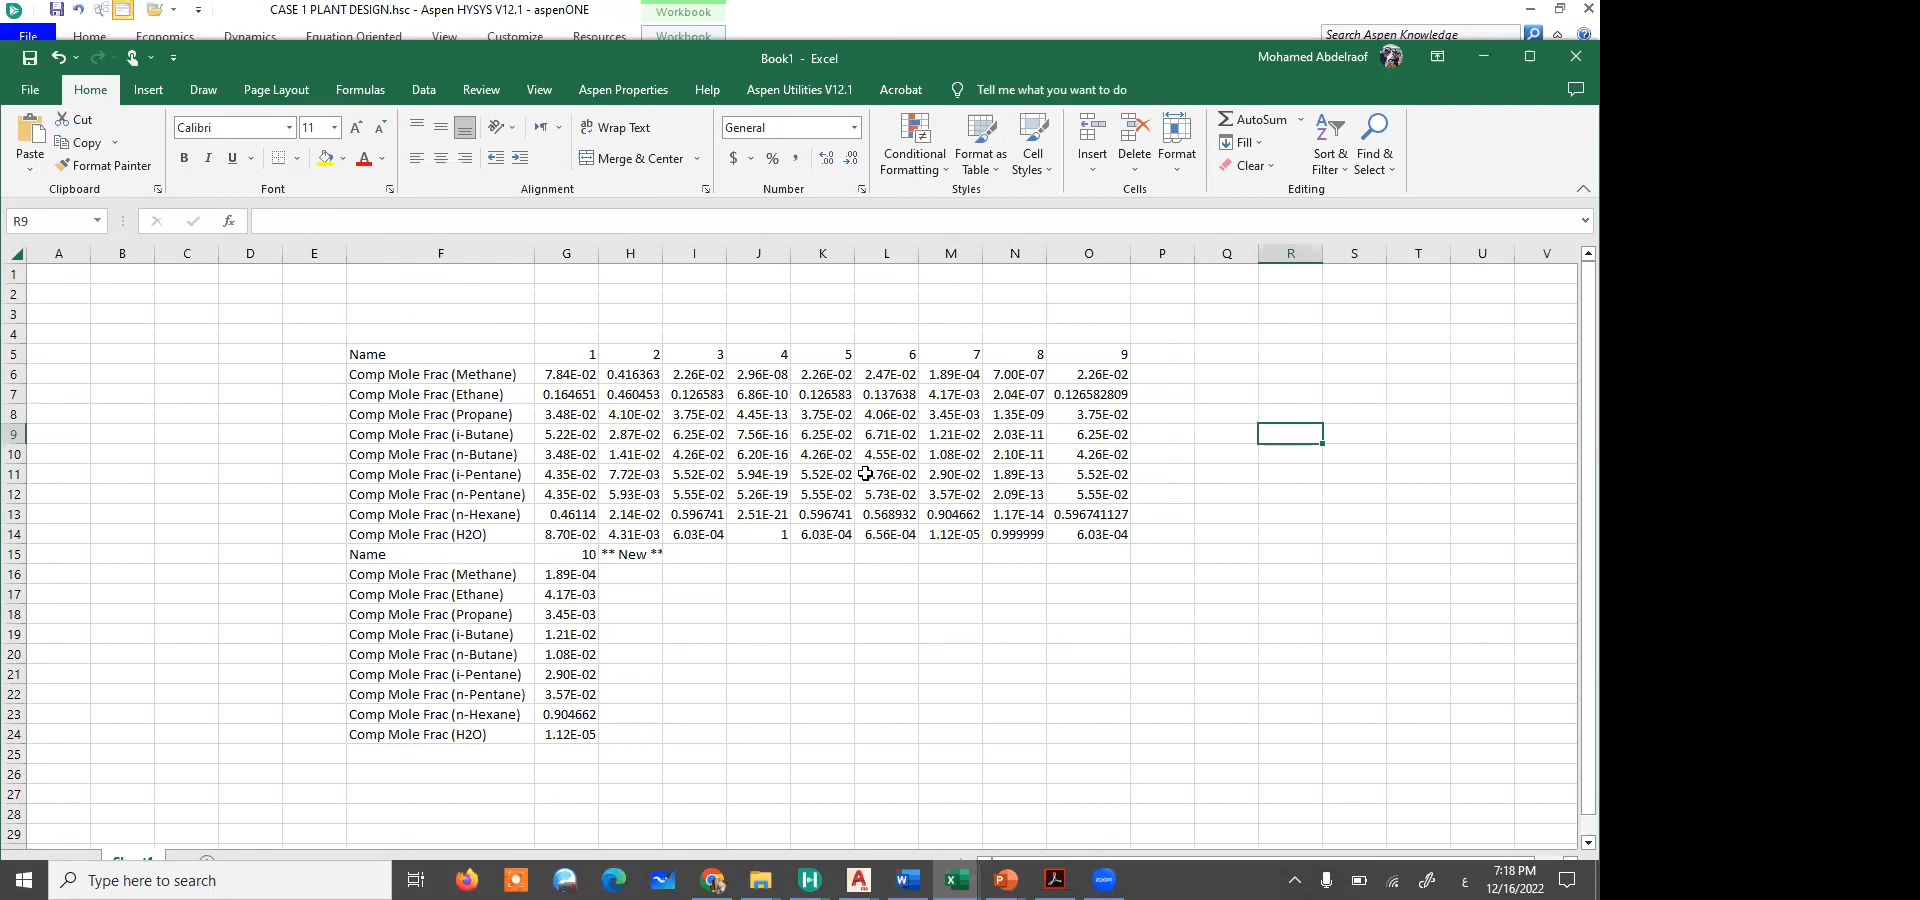 CASE 1 PLANT DESIGN.hsc - Aspen HYSYS V12.1 - aspenONE
Workbook
File Home Economics Dynamics Equation Oriented View Customize Resources Workbook Search Aspen Knowledge
Book1 - Excel
Mohamed Abdelraof
File Home Insert Draw Page Layout Formulas Data Review View Aspen Properties Help Aspen Utilities V12.1 Acrobat Tell me what you want to do
Paste
Cut
Copy
Format Painter
Clipboard
Calibri 11
B I U
Font
Wrap Text
Merge & Center
Alignment
General
$ % ,
Number
Conditional Formatting
Format as Table
Cell Styles
Styles
Insert Delete Format
Cells
AutoSum
Fill
Clear
Sort & Filter
Find & Select
Editing
R9
fx
A B C D E F G H I J K L M N O P Q R S T U V
1
2
3
4
5 Name 1 2 3 4 5 6 7 8 9
6 Comp Mole Frac (Methane) 7.84E-02 0.416363 2.26E-02 2.96E-08 2.26E-02 2.47E-02 1.89E-04 7.00E-07 2.26E-02
7 Comp Mole Frac (Ethane) 0.164651 0.460453 0.126583 6.86E-10 0.126583 0.137638 4.17E-03 2.04E-07 0.126582809
8 Comp Mole Frac (Propane) 3.48E-02 4.10E-02 3.75E-02 4.45E-13 3.75E-02 4.06E-02 3.45E-03 1.35E-09 3.75E-02
9 Comp Mole Frac (i-Butane) 5.22E-02 2.87E-02 6.25E-02 7.56E-16 6.25E-02 6.71E-02 1.21E-02 2.03E-11 6.25E-02
10 Comp Mole Frac (n-Butane) 3.48E-02 1.41E-02 4.26E-02 6.20E-16 4.26E-02 4.55E-02 1.08E-02 2.10E-11 4.26E-02
11 Comp Mole Frac (i-Pentane) 4.35E-02 7.72E-03 5.52E-02 5.94E-19 5.52E-02 .76E-02 2.90E-02 1.89E-13 5.52E-02
12 Comp Mole Frac (n-Pentane) 4.35E-02 5.93E-03 5.55E-02 5.26E-19 5.55E-02 5.73E-02 3.57E-02 2.09E-13 5.55E-02
13 Comp Mole Frac (n-Hexane) 0.46114 2.14E-02 0.596741 2.51E-21 0.596741 0.568932 0.904662 1.17E-14 0.596741127
14 Comp Mole Frac (H2O) 8.70E-02 4.31E-03 6.03E-04 1 6.03E-04 6.56E-04 1.12E-05 0.999999 6.03E-04
15 Name 10 ** New **
16 Comp Mole Frac (Methane) 1.89E-04
17 Comp Mole Frac (Ethane) 4.17E-03
18 Comp Mole Frac (Propane) 3.45E-03
19 Comp Mole Frac (i-Butane) 1.21E-02
20 Comp Mole Frac (n-Butane) 1.08E-02
21 Comp Mole Frac (i-Pentane) 2.90E-02
22 Comp Mole Frac (n-Pentane) 3.57E-02
23 Comp Mole Frac (n-Hexane) 0.904662
24 Comp Mole Frac (H2O) 1.12E-05
25
26
27
28
29
Type here to search
zoom
ع
7:18 PM
12/16/2022